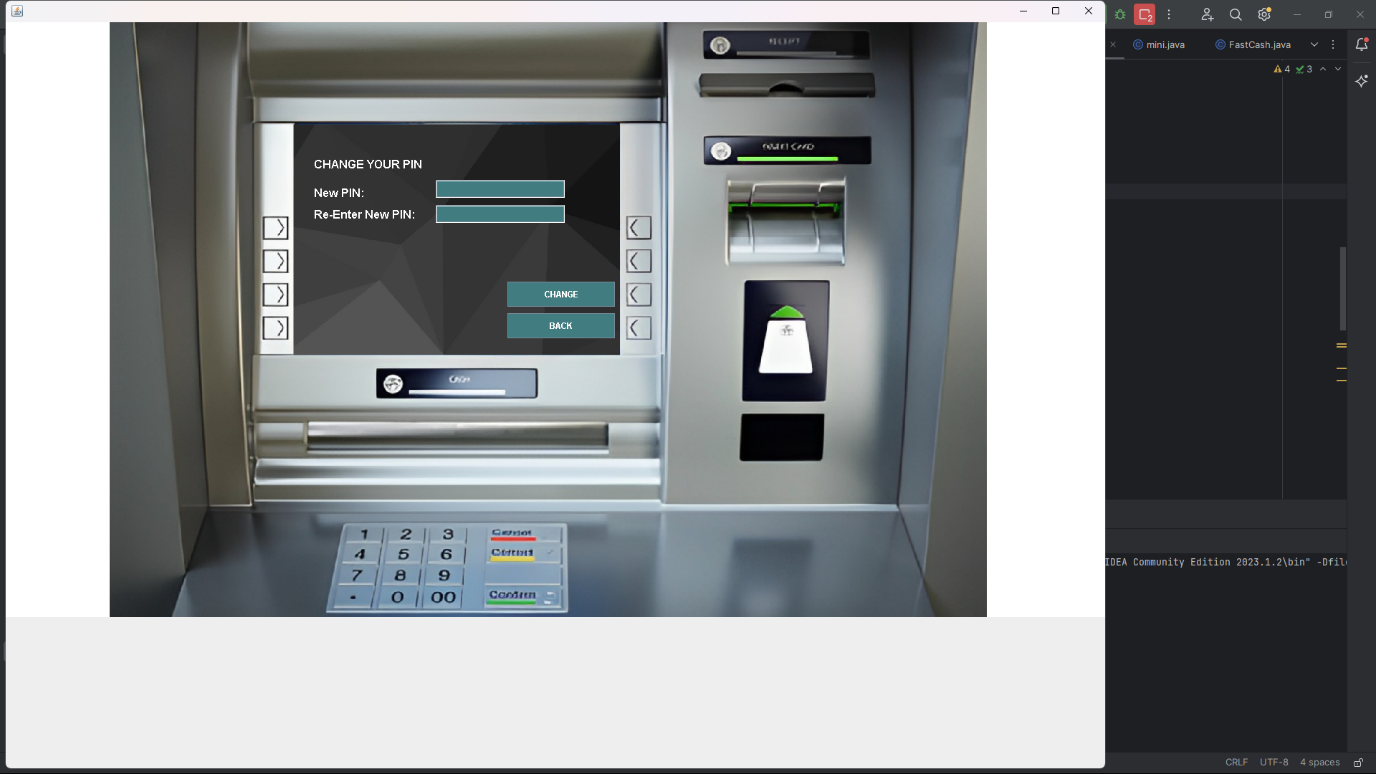 2
mini.java
FastCash.java
4 3
CHANGE YOUR PIN
New PIN:
Re-Enter New PIN:
CHANGE
BACK
1 2 3
4 5 6
7 8 9
0 00
IDEA Community Edition 2023.1.2\bin" -Dfile
CRLF UTF-8 4 spaces